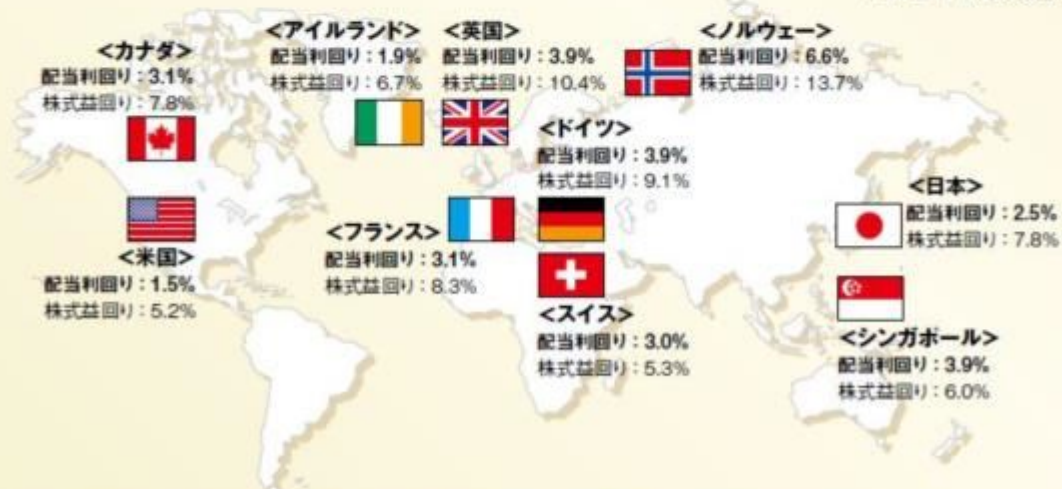 <カナダ>
配当利回り:3.1%
株式益回り:7.8%
<アイルランド>
配当利回り:1.9%
株式益回り:6.7%
<英国>
配当利回り:3.9%
株式益回り:10.4%
<ノルウェー>
配当利回り:6.6%
株式益回り:13.7%
<ドイツ>
配当利回り:3.9%
株式益回り:9.1%
<米国>
配当利回り:1.5%
株式益回り:5.2%
<フランス>
配当利回り:3.1%
株式益回り:8.3%
<スイス>
配当利回り:3.0%
株式益回り:5.3%
<日本>
配当利回り:2.5%
株式益回り:7.8%
<シンガポール>
配当利回り:3.9%
株式益回り:6.0%